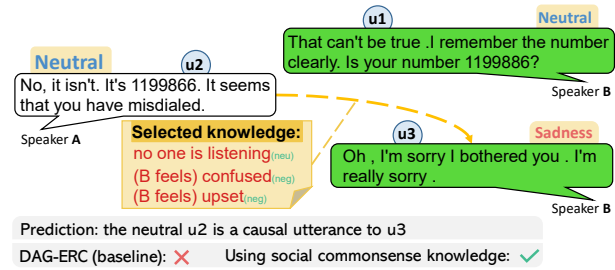 u1
Neutral
That can't be true .I remember the number
clearly. Is your number 1199886?
Speaker B
Neutral
u2
No, it isn't. It's 1199866. It seems
that you have misdialed.
Speaker A
Selected knowledge:
no one is listening(neu)
(B feels) confused(neg)
(B feels) upset(neg)
u3
Sadness
Oh , I'm sorry I bothered you . I'm
really sorry .
Speaker B
Prediction: the neutral u2 is a causal utterance to u3
DAG-ERC (baseline): ✗ Using social commonsense knowledge: ✓